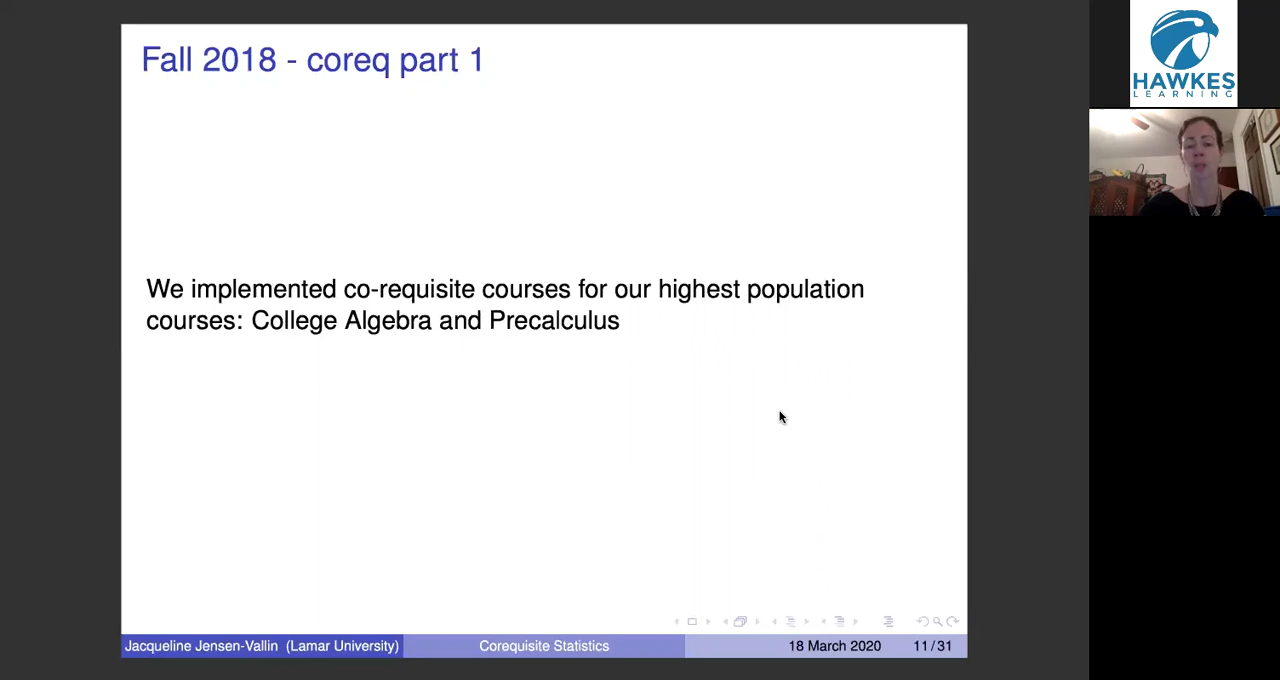 Fall 2018 - coreq part 1
We implemented co-requisite courses for our highest population
courses: College Algebra and Precalculus
Jacqueline Jensen-Vallin (Lamar University)
Corequisite Statistics
18 March 2020
11/31
HAWKES
LEARNING